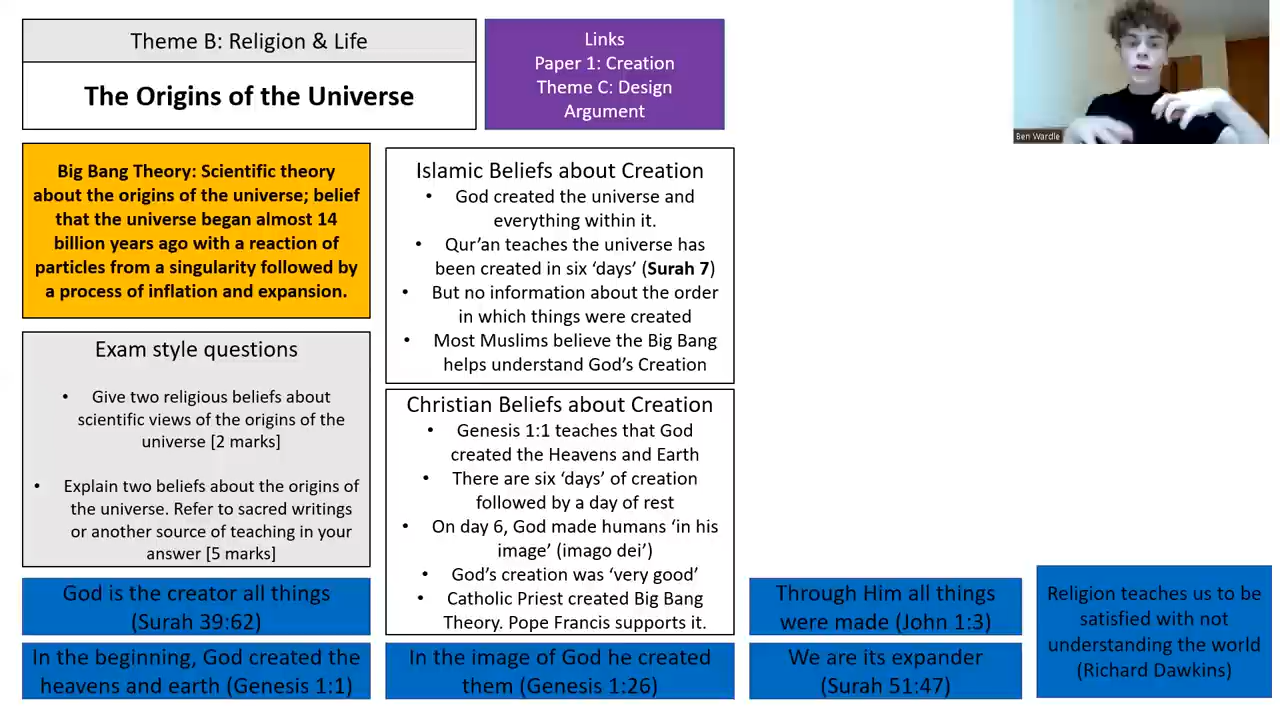 Theme B: Religion & Life
The Origins of the Universe
Links
Paper 1: Creation
Theme C: Design
Argument
Ben Wardle
Big Bang Theory: Scientific theory
about the origins of the universe; belief
that the universe began almost 14
billion years ago with a reaction of
particles from a singularity followed by
a process of inflation and expansion.
Exam style questions
• Give two religious beliefs about
scientific views of the origins of the
universe [2 marks]
• Explain two beliefs about the origins of
the universe. Refer to sacred writings
or another source of teaching in your
answer [5 marks]
Islamic Beliefs about Creation
• God created the universe and
everything within it.
• Qur’an teaches the universe has
been created in six ‘days’ (Surah 7)
• But no information about the order
in which things were created
• Most Muslims believe the Big Bang
helps understand God’s Creation
Christian Beliefs about Creation
• Genesis 1:1 teaches that God
created the Heavens and Earth
• There are six ‘days’ of creation
followed by a day of rest
• On day 6, God made humans ‘in his
image’ (imago dei’)
• God’s creation was ‘very good’
• Catholic Priest created Big Bang
Theory. Pope Francis supports it.
God is the creator all things
(Surah 39:62)
In the beginning, God created the
heavens and earth (Genesis 1:1)
In the image of God he created
them (Genesis 1:26)
Through Him all things
were made (John 1:3)
We are its expander
(Surah 51:47)
Religion teaches us to be
satisfied with not
understanding the world
(Richard Dawkins)